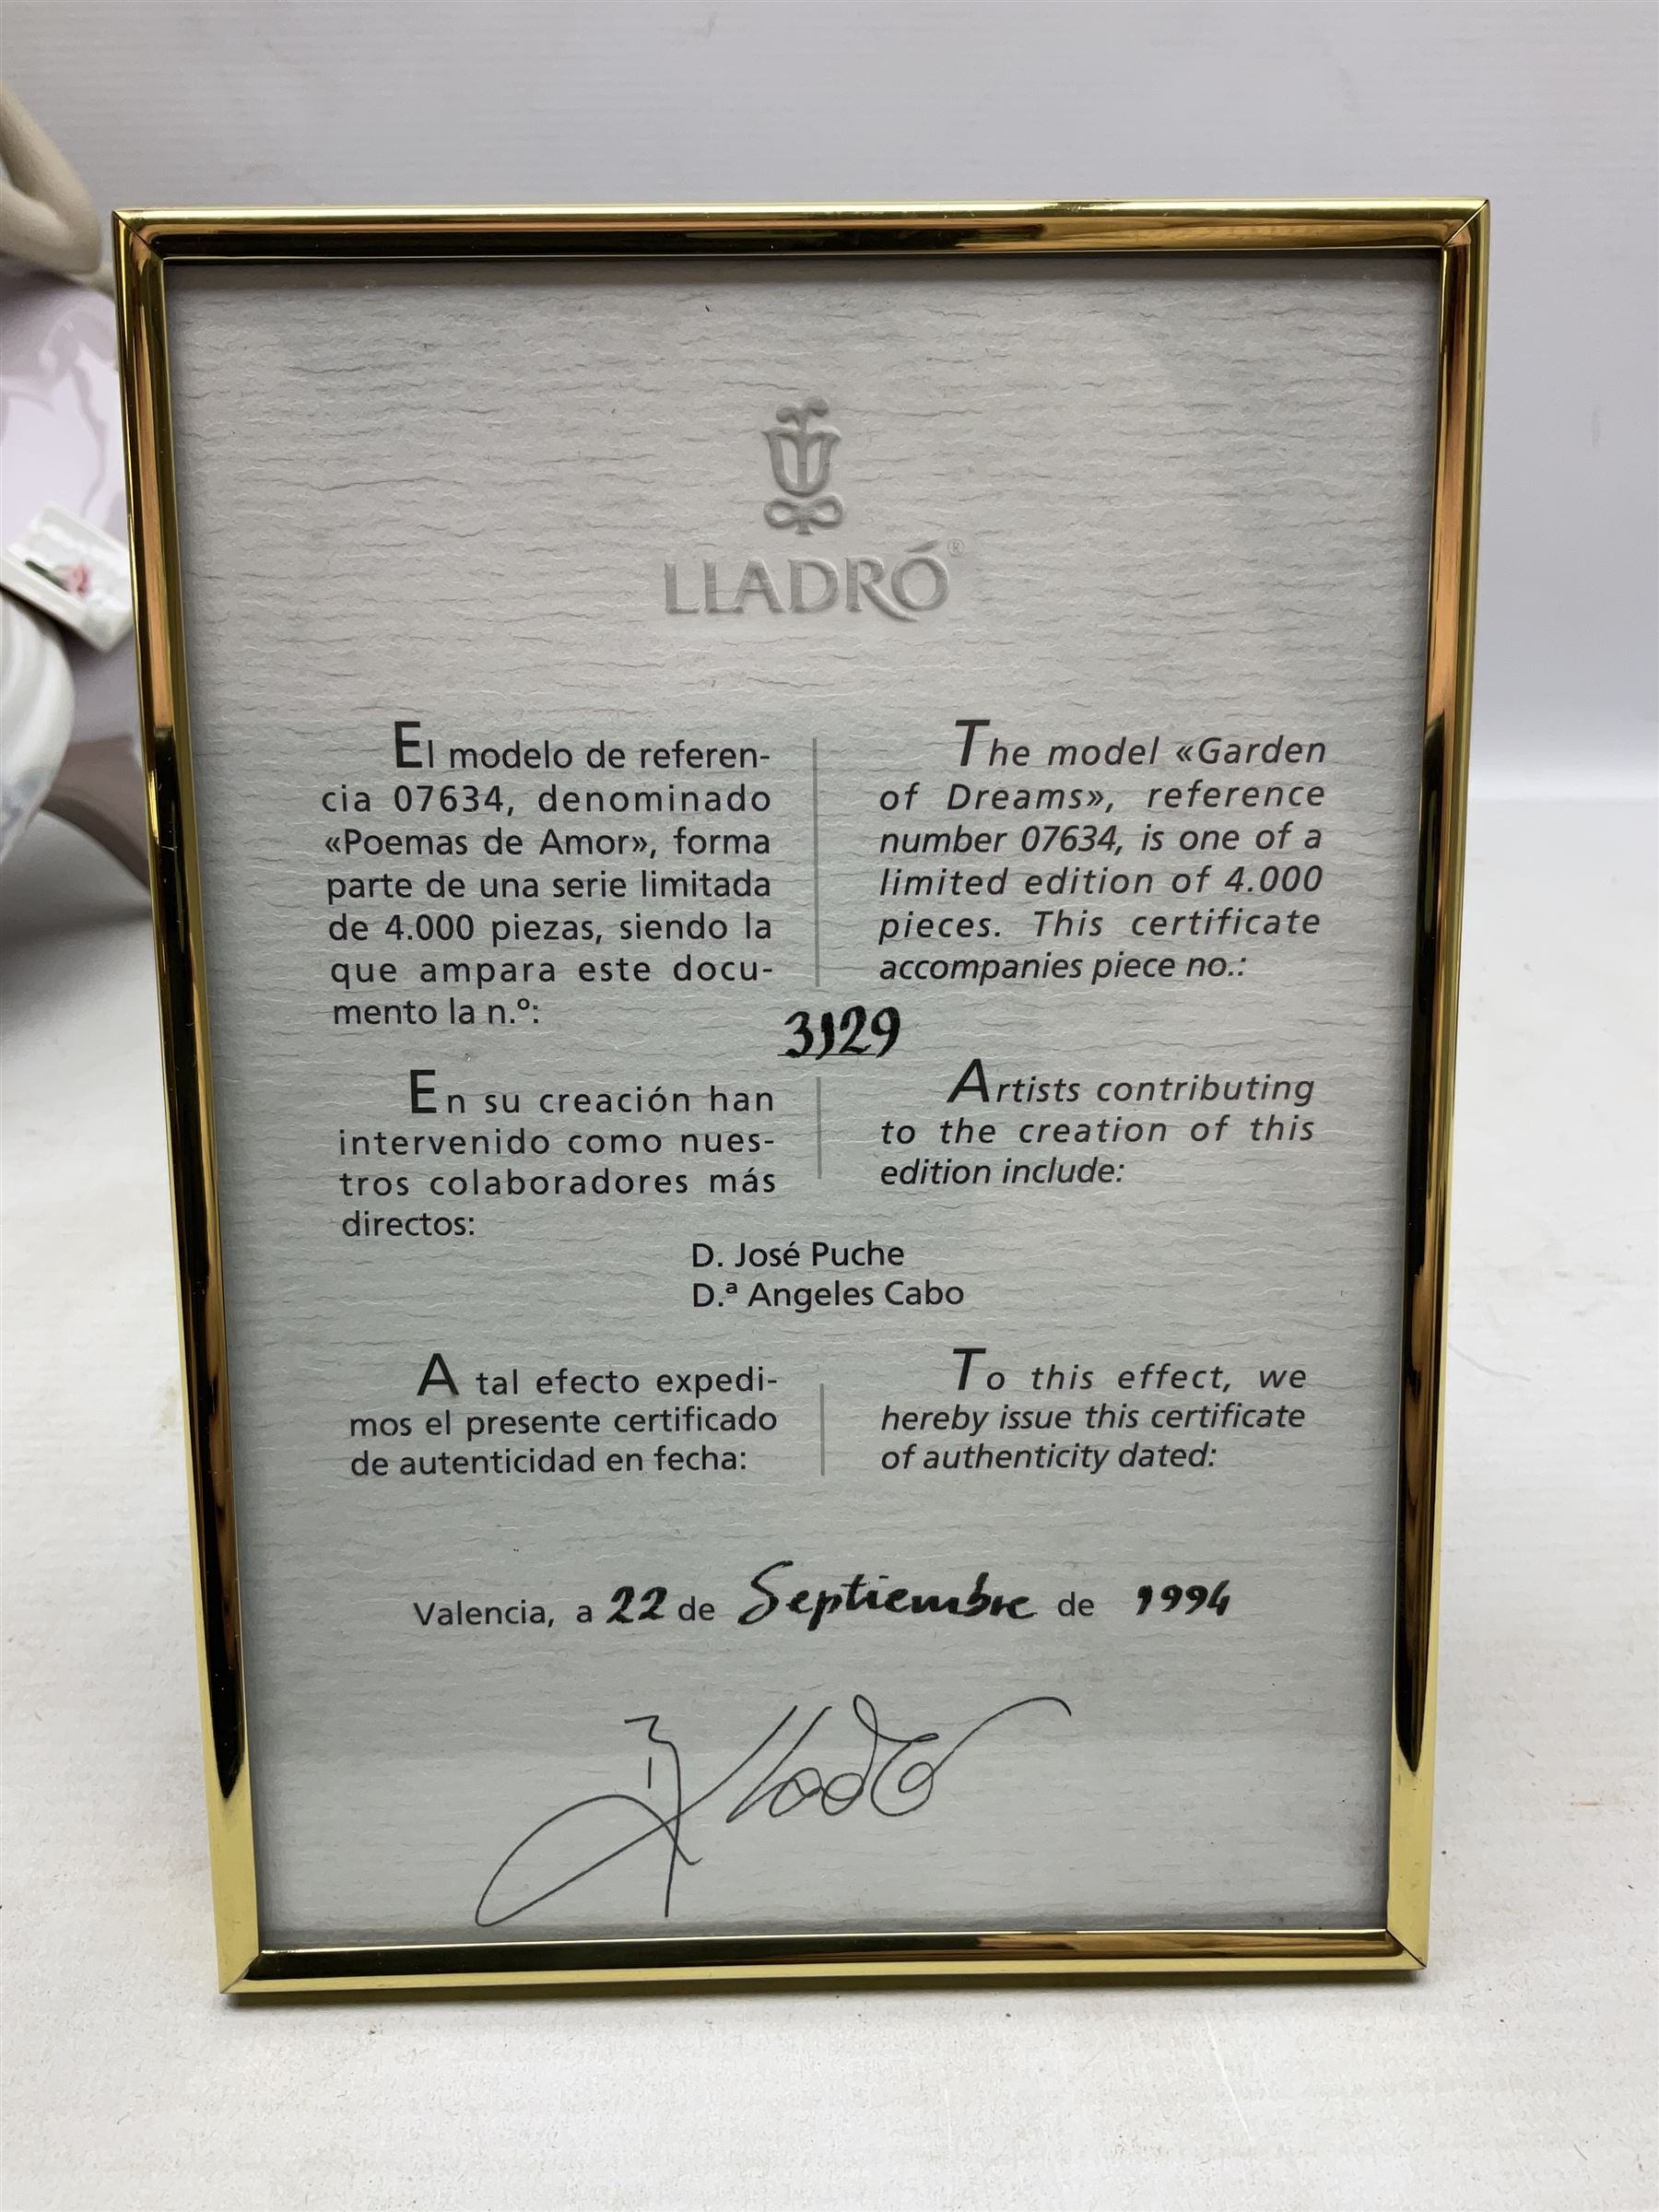 LLADRÓ®
El modelo de referen-
cia 07634, denominado
«Poemas de Amor», forma
parte de una serie limitada
de 4.000 piezas, siendo la
que ampara este docu-
mento la n.º:
The model «Garden
of Dreams», reference
number 07634, is one of a
limited edition of 4.000
pieces. This certificate
accompanies piece no.:
3129
En su creación han
intervenido como nues-
tros colaboradores más
directos:
Artists contributing
to the creation of this
edition include:
D. José Puche
D.ª Angeles Cabo
A tal efecto expedi-
mos el presente certificado
de autenticidad en fecha:
To this effect, we
hereby issue this certificate
of authenticity dated:
Valencia, a 22 de Septiembre de 1994
Lladró